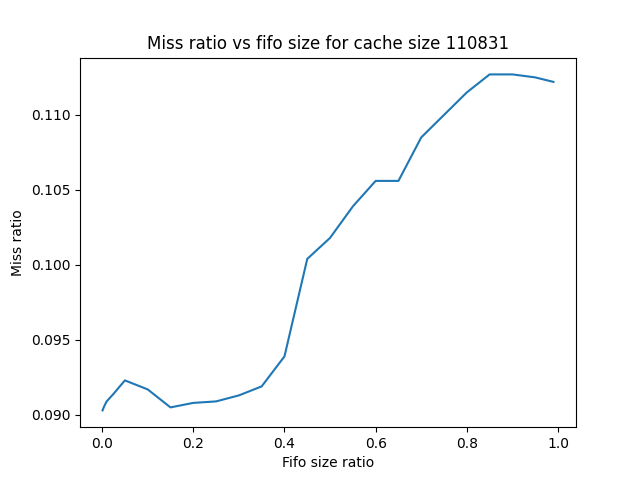 Miss ratio vs fifo size for cache size 110831
0.110
0.105
0.100
0.095
0.090
Miss ratio
0.0 0.2 0.4 0.6 0.8 1.0
Fifo size ratio